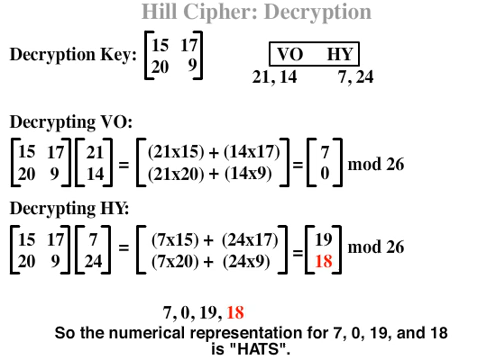 Hill Cipher: Decryption
Decryption Key: [15 17
20 9]
VO HY
21, 14 7, 24
Decrypting VO:
[15 17
20 9] [21
14] = [(21x15) + (14x17)
(21x20) + (14x9)] = [7
0] mod 26
Decrypting HY:
[15 17
20 9] [7
24] = [(7x15) + (24x17)
(7x20) + (24x9)] = [19
18] mod 26
7, 0, 19, 18
So the numerical representation for 7, 0, 19, and 18
is "HATS".